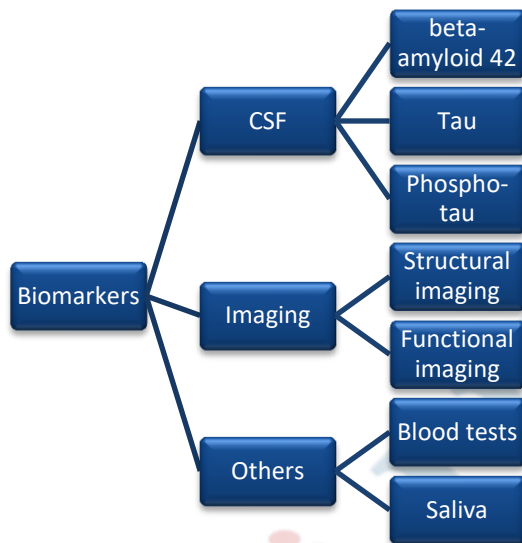 beta-
amyloid 42
CSF
Tau
Phospho-
tau
Biomarkers
Structural
imaging
Imaging
Functional
imaging
Blood tests
Others
Saliva